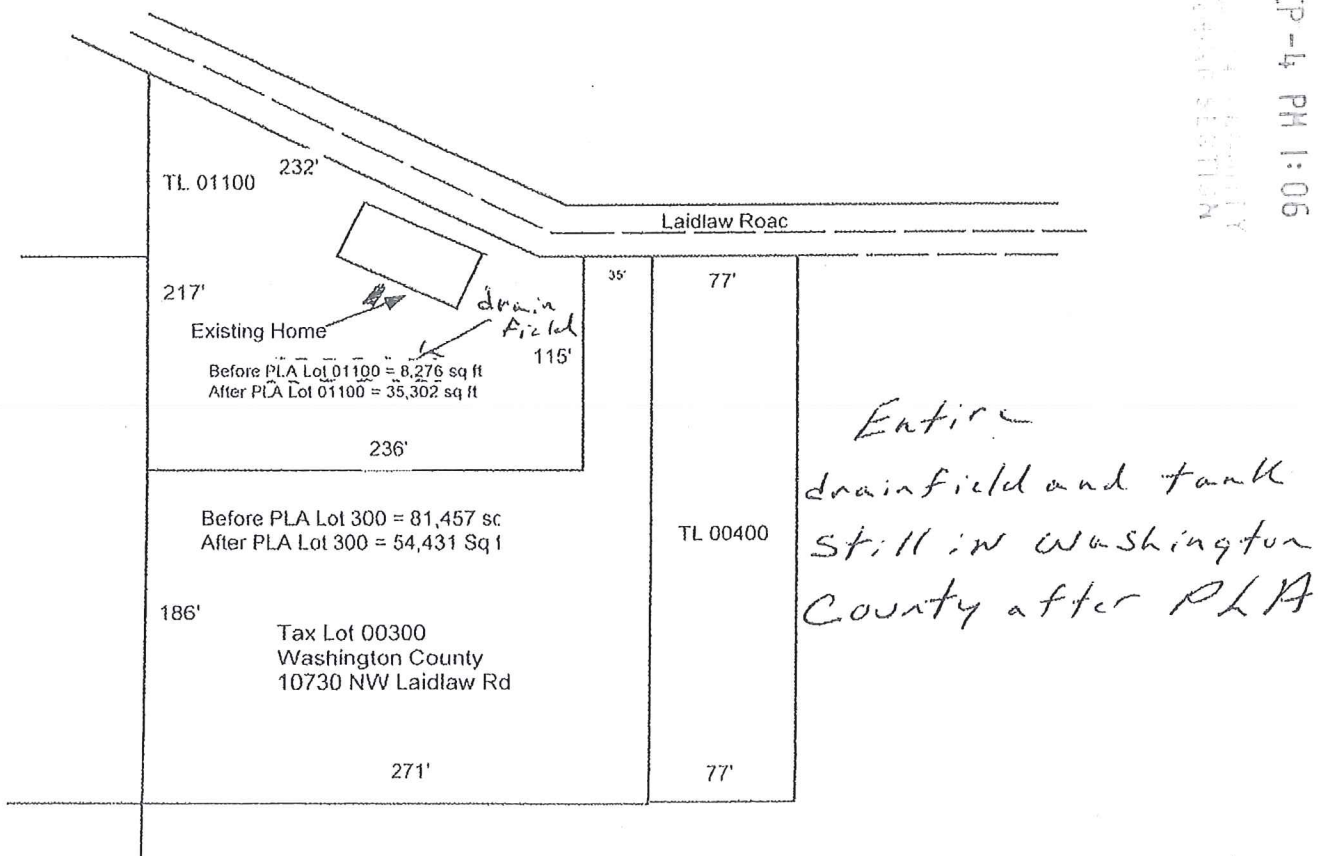 PM 1:06
SECTION
232'
TL 01100
Laidlaw Roac
35'
77'
217'
drain
field
Existing Home
115'
Before PLA Lot 01100 = 8,276 sq ft
After PLA Lot 01100 = 35,302 sq ft
236'
Entire
drainfield and tank
still in Washington
County after PLA
Before PLA Lot 300 = 81,457 sc
After PLA Lot 300 = 54,431 Sq f
TL 00400
186'
Tax Lot 00300
Washington County
10730 NW Laidlaw Rd
271'
77'